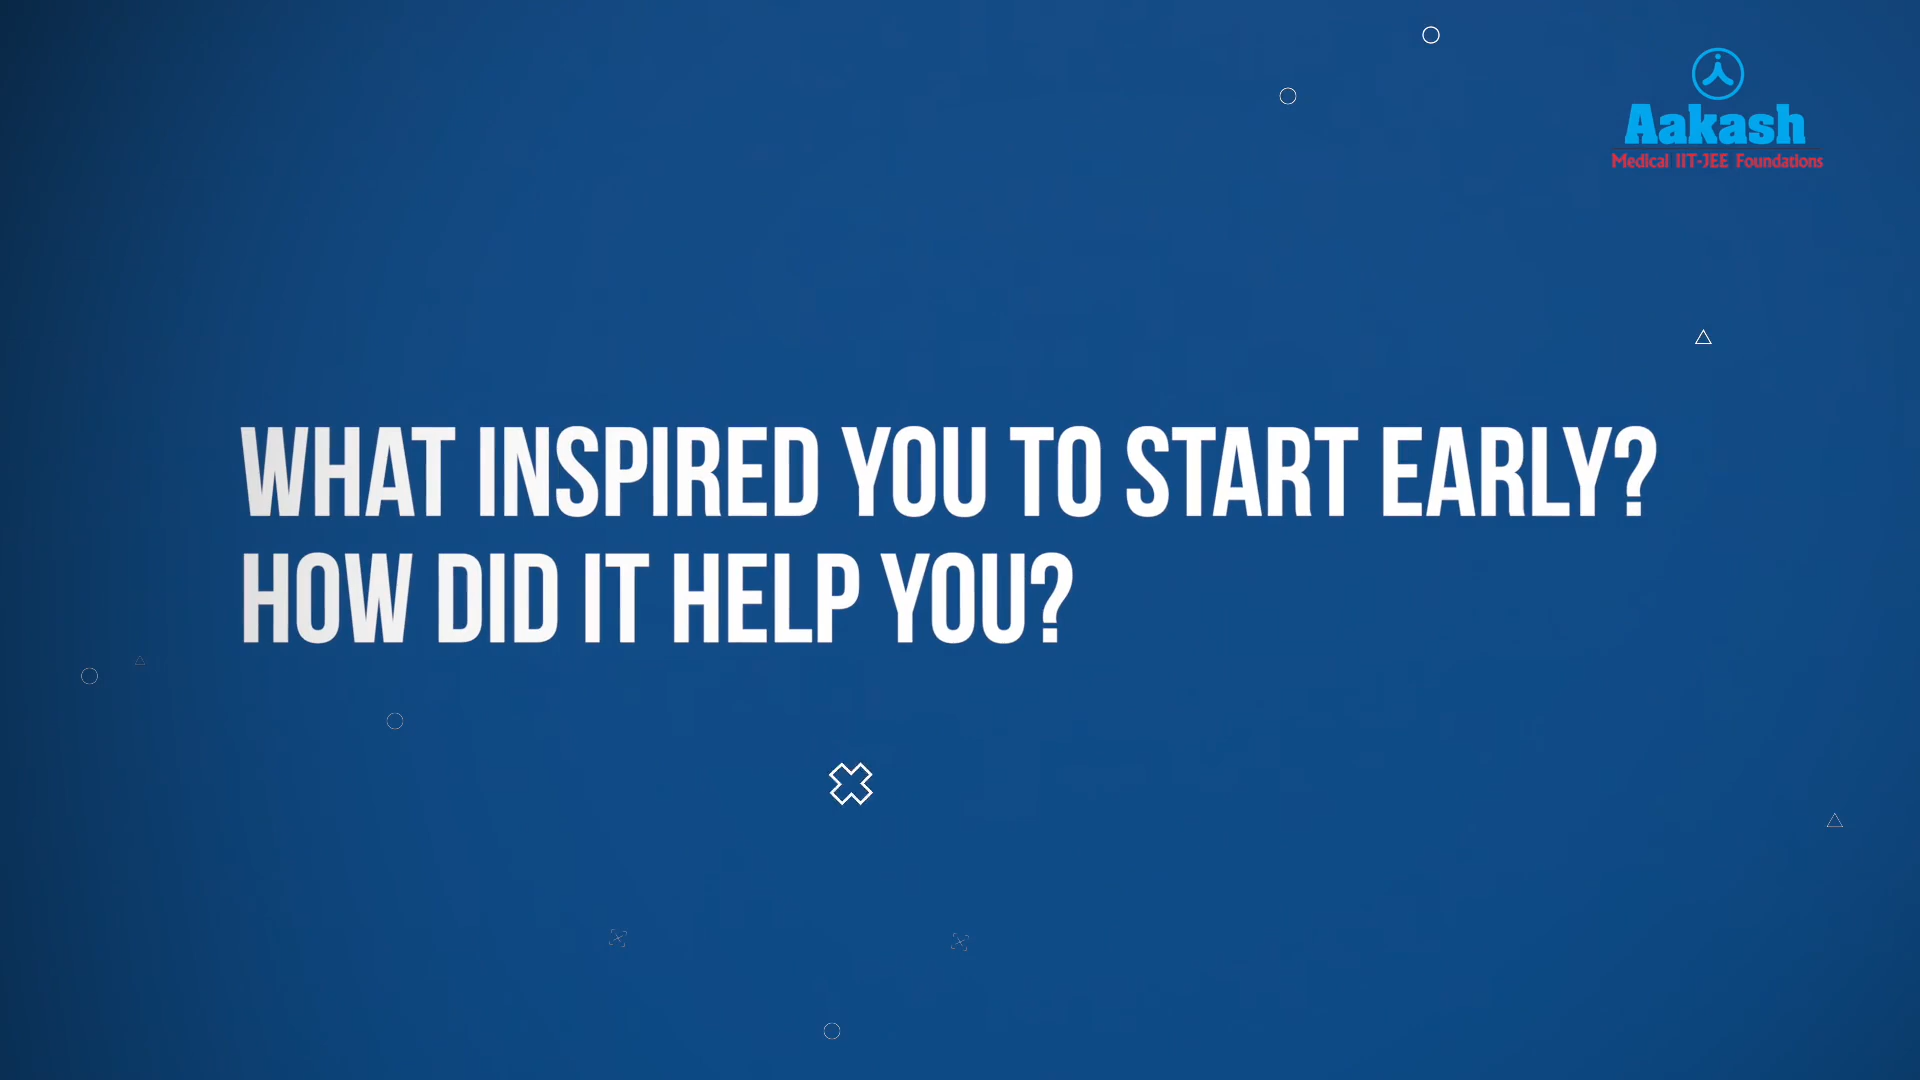 Aakash
Medical IIT-JEE Foundations
WHAT INSPIRED YOU TO START EARLY?
HOW DID IT HELP YOU?